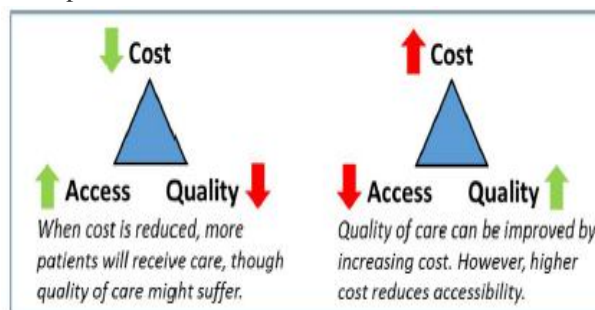 Cost
Access Quality
When cost is reduced, more
patients will receive care, though
quality of care might suffer.
Cost
Access Quality
Quality of care can be improved by
increasing cost. However, higher
cost reduces accessibility.